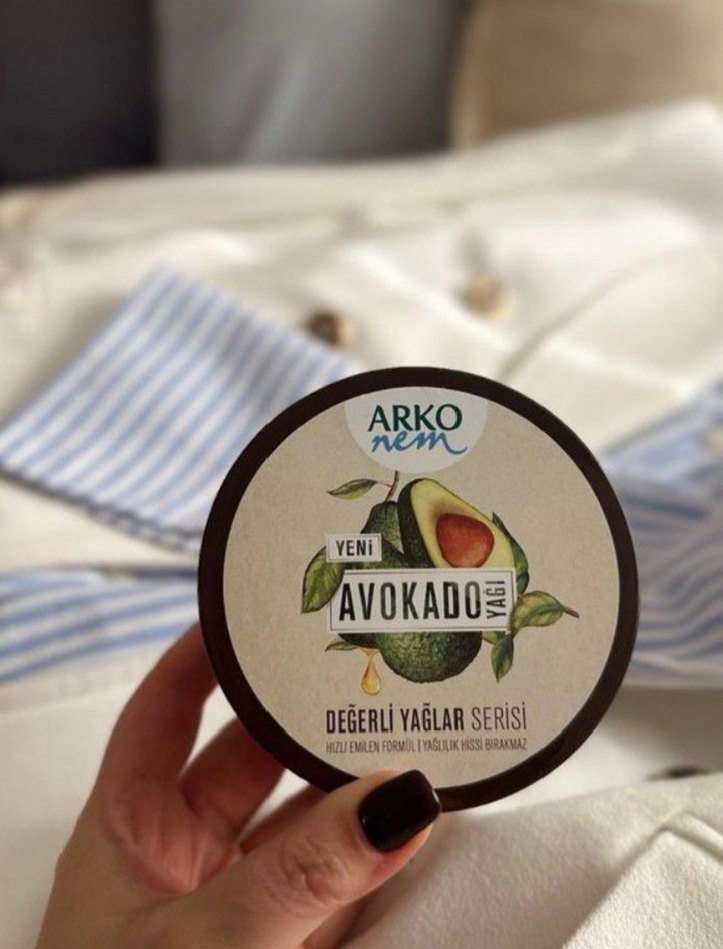 ARKO
nem
YENİ
AVOKADO
YAĞI
DEĞERLİ YAĞLAR SERİSİ
HIZLI EMİLEN FORMÜL | YAĞLILIK HİSSİ BIRAKMAZ